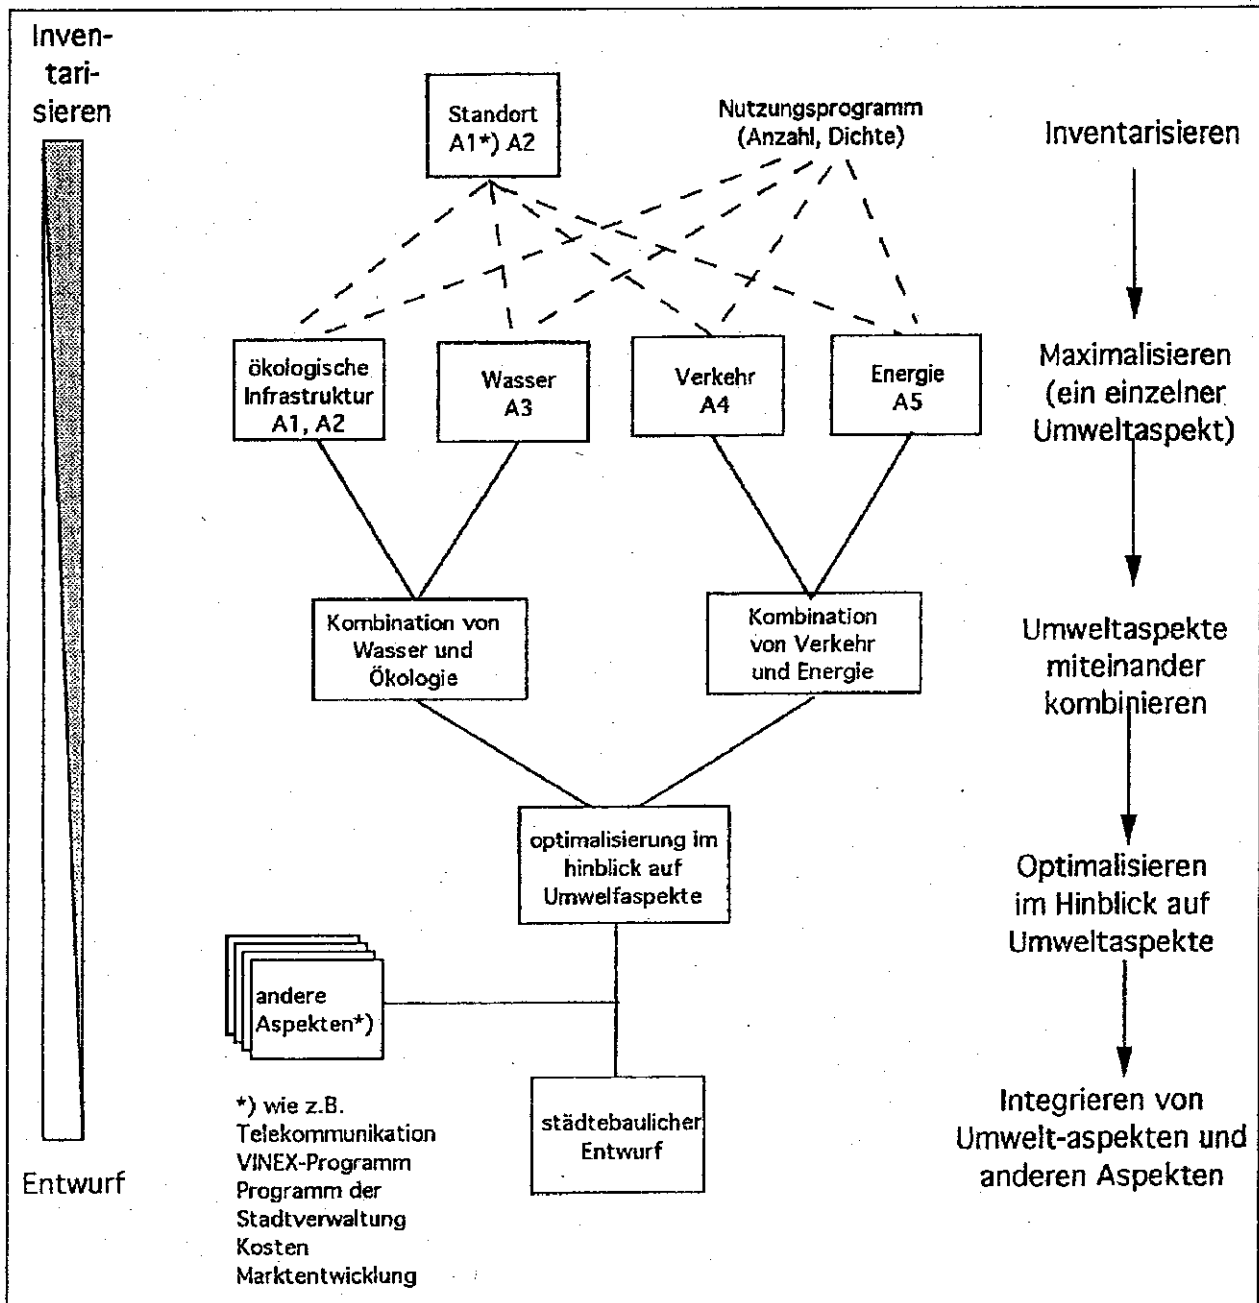 Inven-
tari-
sieren
Standort
A1*) A2
Nutzungsprogramm
(Anzahl, Dichte)
Inventarisieren
ökologische
Infrastruktur
A1, A2
Wasser
A3
Verkehr
A4
Energie
A5
Maximalisieren
(ein einzelner
Umweltaspekt)
Kombination von
Wasser und
Ökologie
Kombination
von Verkehr
und Energie
Umweltaspekte
miteinander
kombinieren
optimalisierung im
hinblick auf
Umwelfaspekte
Optimalisieren
im Hinblick auf
Umweltaspekte
andere
Aspekten*)
*) wie z.B.
Telekommunikation
VINEX-Programm
Programm der
Stadtverwaltung
Kosten
Marktentwicklung
städtebaulicher
Entwurf
Integrieren von
Umwelt-aspekten und
anderen Aspekten
Entwurf